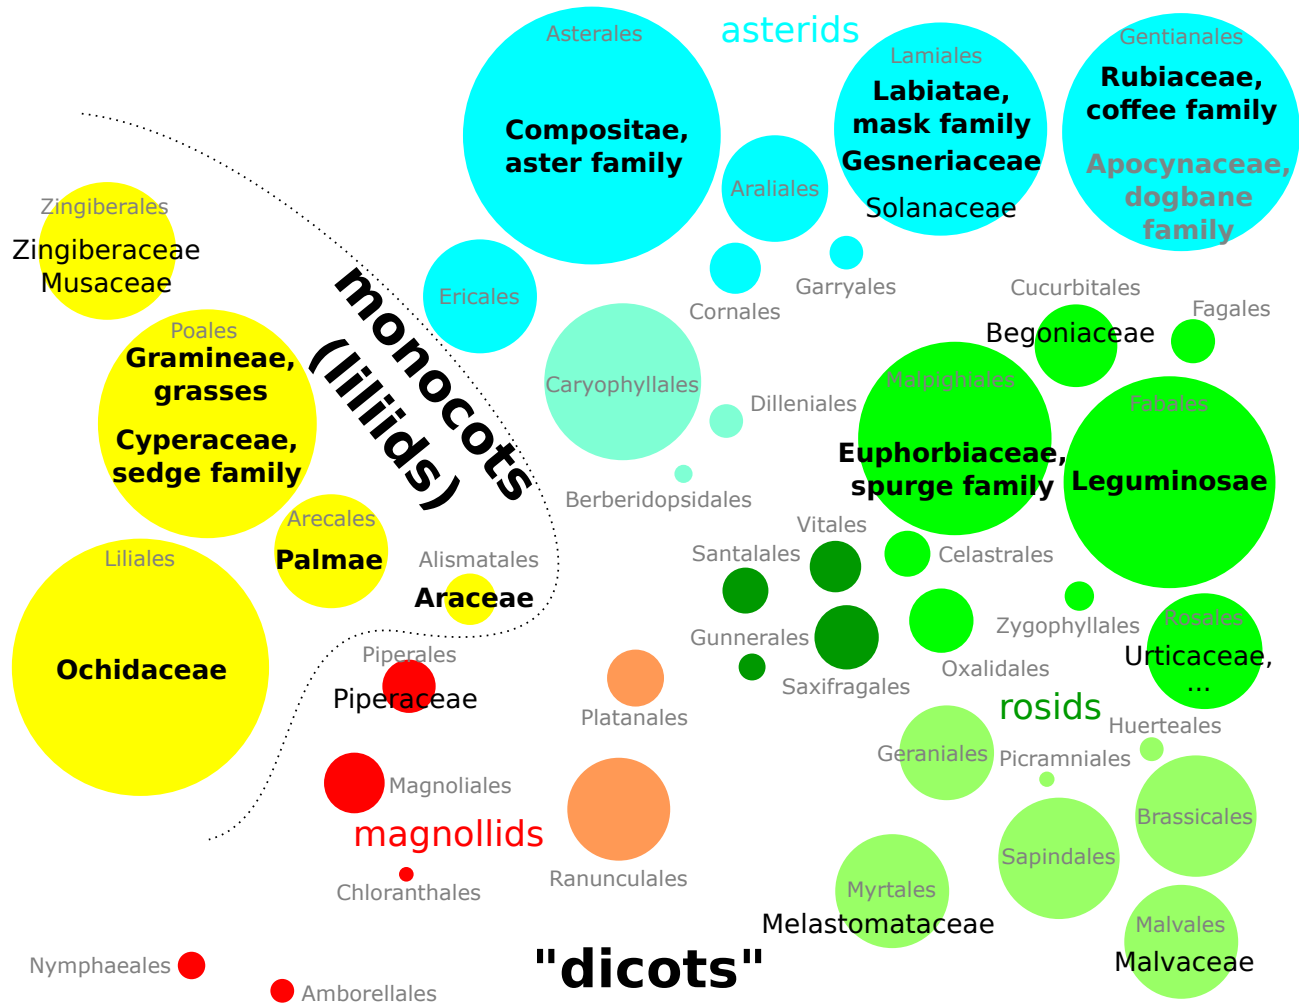 Asterales
asterids
Lamiales
Gentianales
Compositae,
aster family
Labiatae,
mask family
Gesneriaceae
Solanaceae
Rubiaceae,
coffee family
Apocynaceae,
dogbane
family
Araliales
Zingiberales
Zingiberaceae
Musaceae
Ericales
Cornales
Garryales
Cucurbitales
Begoniaceae
Fagales
monocots
(liliids)
Poales
Gramineae,
grasses
Cyperaceae,
sedge family
Caryophyllales
Dilleniales
Berberidopsidales
Malpighiales
Euphorbiaceae,
spurge family
Fabales
Leguminosae
Arecales
Palmae
Alismatales
Araceae
Liliales
Ochidaceae
Vitales
Santalales
Celastrales
Gunnerales
Saxifragales
Oxalidales
Zygophyllales
Rosales
Urticaceae,
...
Piperales
Piperaceae
Platanales
rosids
Huerteales
Geraniales
Picramniales
Magnoliales
magnollids
Brassicales
Chloranthales
Ranunculales
Sapindales
Myrtales
Melastomataceae
Malvales
Malvaceae
"dicots"
Nymphaeales
Amborellales